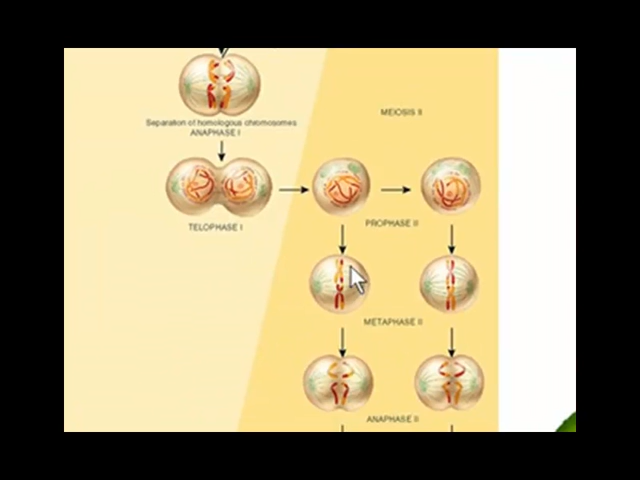 Separation of homologous chromosomes
ANAPHASE I
MEIOSIS II
TELOPHASE I
PROPHASE II
METAPHASE II
ANAPHASE II